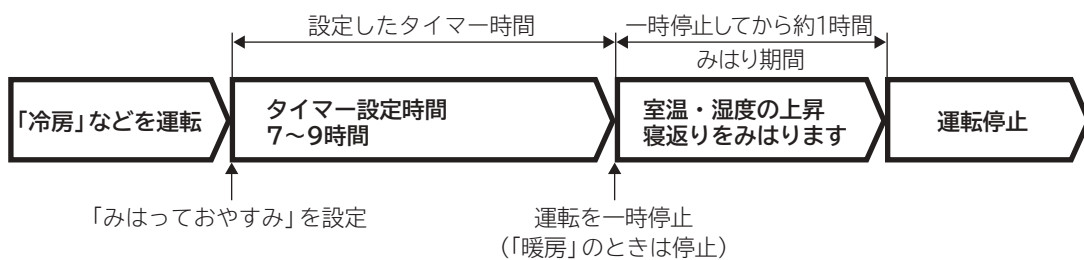 設定したタイマー時間
一時停止してから約1時間
みはり期間
「冷房」などを運転
タイマー設定時間
7〜9時間
室温・湿度の上昇
寝返りをみはります
運転停止
「みはっておやすみ」を設定
運転を一時停止
(「暖房」のときは停止)